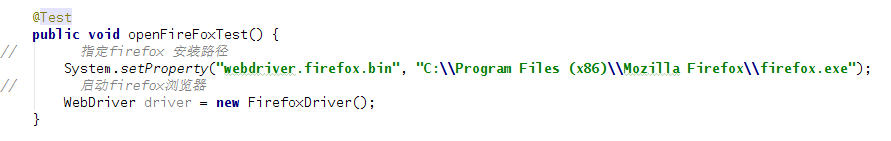 @Test
public void openFireFoxTest() {
// 指定firefox 安装路径
System.setProperty("webdriver.firefox.bin", "C:\\Program Files (x86)\\Mozilla Firefox\\firefox.exe");
// 启动firefox浏览器
WebDriver driver = new FirefoxDriver();
}